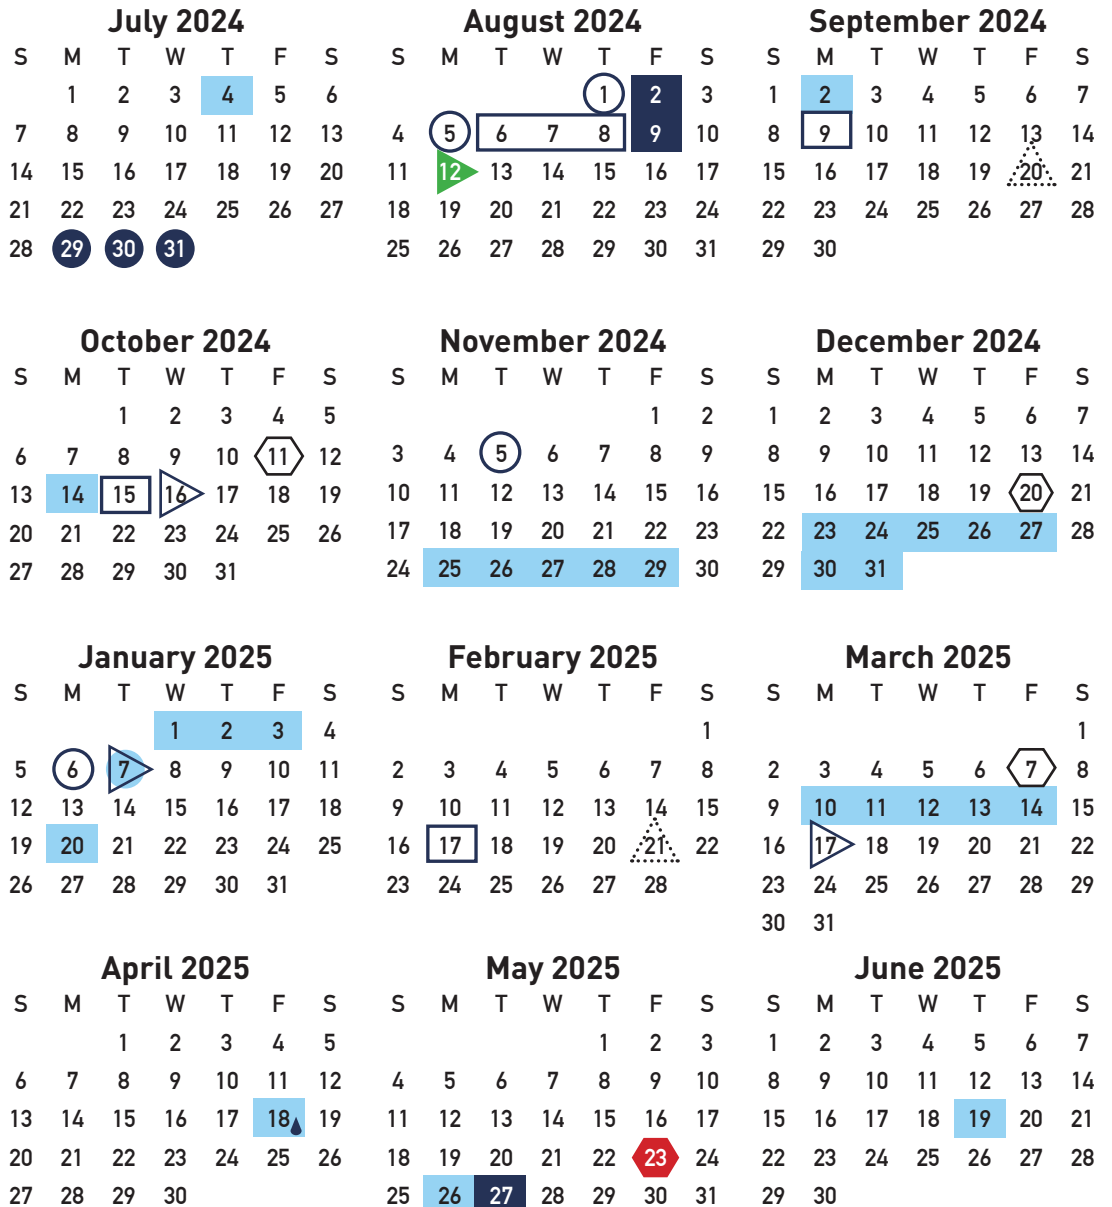 July 2024
S M T W T F S
1 2 3 4 5 6
7 8 9 10 11 12 13
14 15 16 17 18 19 20
21 22 23 24 25 26 27
28 29 30 31
August 2024
S M T W T F S
1 2 3
4 5 6 7 8 9 10
11 12 13 14 15 16 17
18 19 20 21 22 23 24
25 26 27 28 29 30 31
September 2024
S M T W T F S
1 2 3 4 5 6 7
8 9 10 11 12 13 14
15 16 17 18 19 20 21
22 23 24 25 26 27 28
29 30
October 2024
S M T W T F S
1 2 3 4 5
6 7 8 9 10 11 12
13 14 15 16 17 18 19
20 21 22 23 24 25 26
27 28 29 30 31
November 2024
S M T W T F S
1 2
3 4 5 6 7 8 9
10 11 12 13 14 15 16
17 18 19 20 21 22 23
24 25 26 27 28 29 30
December 2024
S M T W T F S
1 2 3 4 5 6 7
8 9 10 11 12 13 14
15 16 17 18 19 20 21
22 23 24 25 26 27 28
29 30 31
January 2025
S M T W T F S
1 2 3 4
5 6 7 8 9 10 11
12 13 14 15 16 17 18
19 20 21 22 23 24 25
26 27 28 29 30 31
February 2025
S M T W T F S
1
2 3 4 5 6 7 8
9 10 11 12 13 14 15
16 17 18 19 20 21 22
23 24 25 26 27 28
March 2025
S M T W T F S
1
2 3 4 5 6 7 8
9 10 11 12 13 14 15
16 17 18 19 20 21 22
23 24 25 26 27 28 29
30 31
April 2025
S M T W T F S
1 2 3 4 5
6 7 8 9 10 11 12
13 14 15 16 17 18 19
20 21 22 23 24 25 26
27 28 29 30
May 2025
S M T W T F S
1 2 3
4 5 6 7 8 9 10
11 12 13 14 15 16 17
18 19 20 21 22 23 24
25 26 27 28 29 30 31
June 2025
S M T W T F S
1 2 3 4 5 6 7
8 9 10 11 12 13 14
15 16 17 18 19 20 21
22 23 24 25 26 27 28
29 30